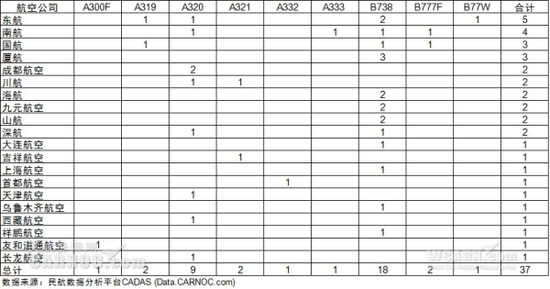 航空公司 A300F A319 A320 A321 A332 A333 B738 B777F B77W 合计
东航 1 1 2 1 5
南航 1 1 1 1 4
国航 1 1 1 3
厦航 3 3
成都航空 2 2
川航 1 1 2
海航 2 2
九元航空 2 2
山航 2 2
深航 1 1 2
大连航空 1 1
吉祥航空 1 1
上海航空 1 1
首都航空 1 1
天津航空 1 1
乌鲁木齐航空 1 1
西藏航空 1 1
祥鹏航空 1 1
友和道通航空 1 1
长龙航空 1 1
总计 1 2 9 2 1 1 18 2 1 37
数据来源：民航数据分析平台CADAS (Data.CARNOC.com)